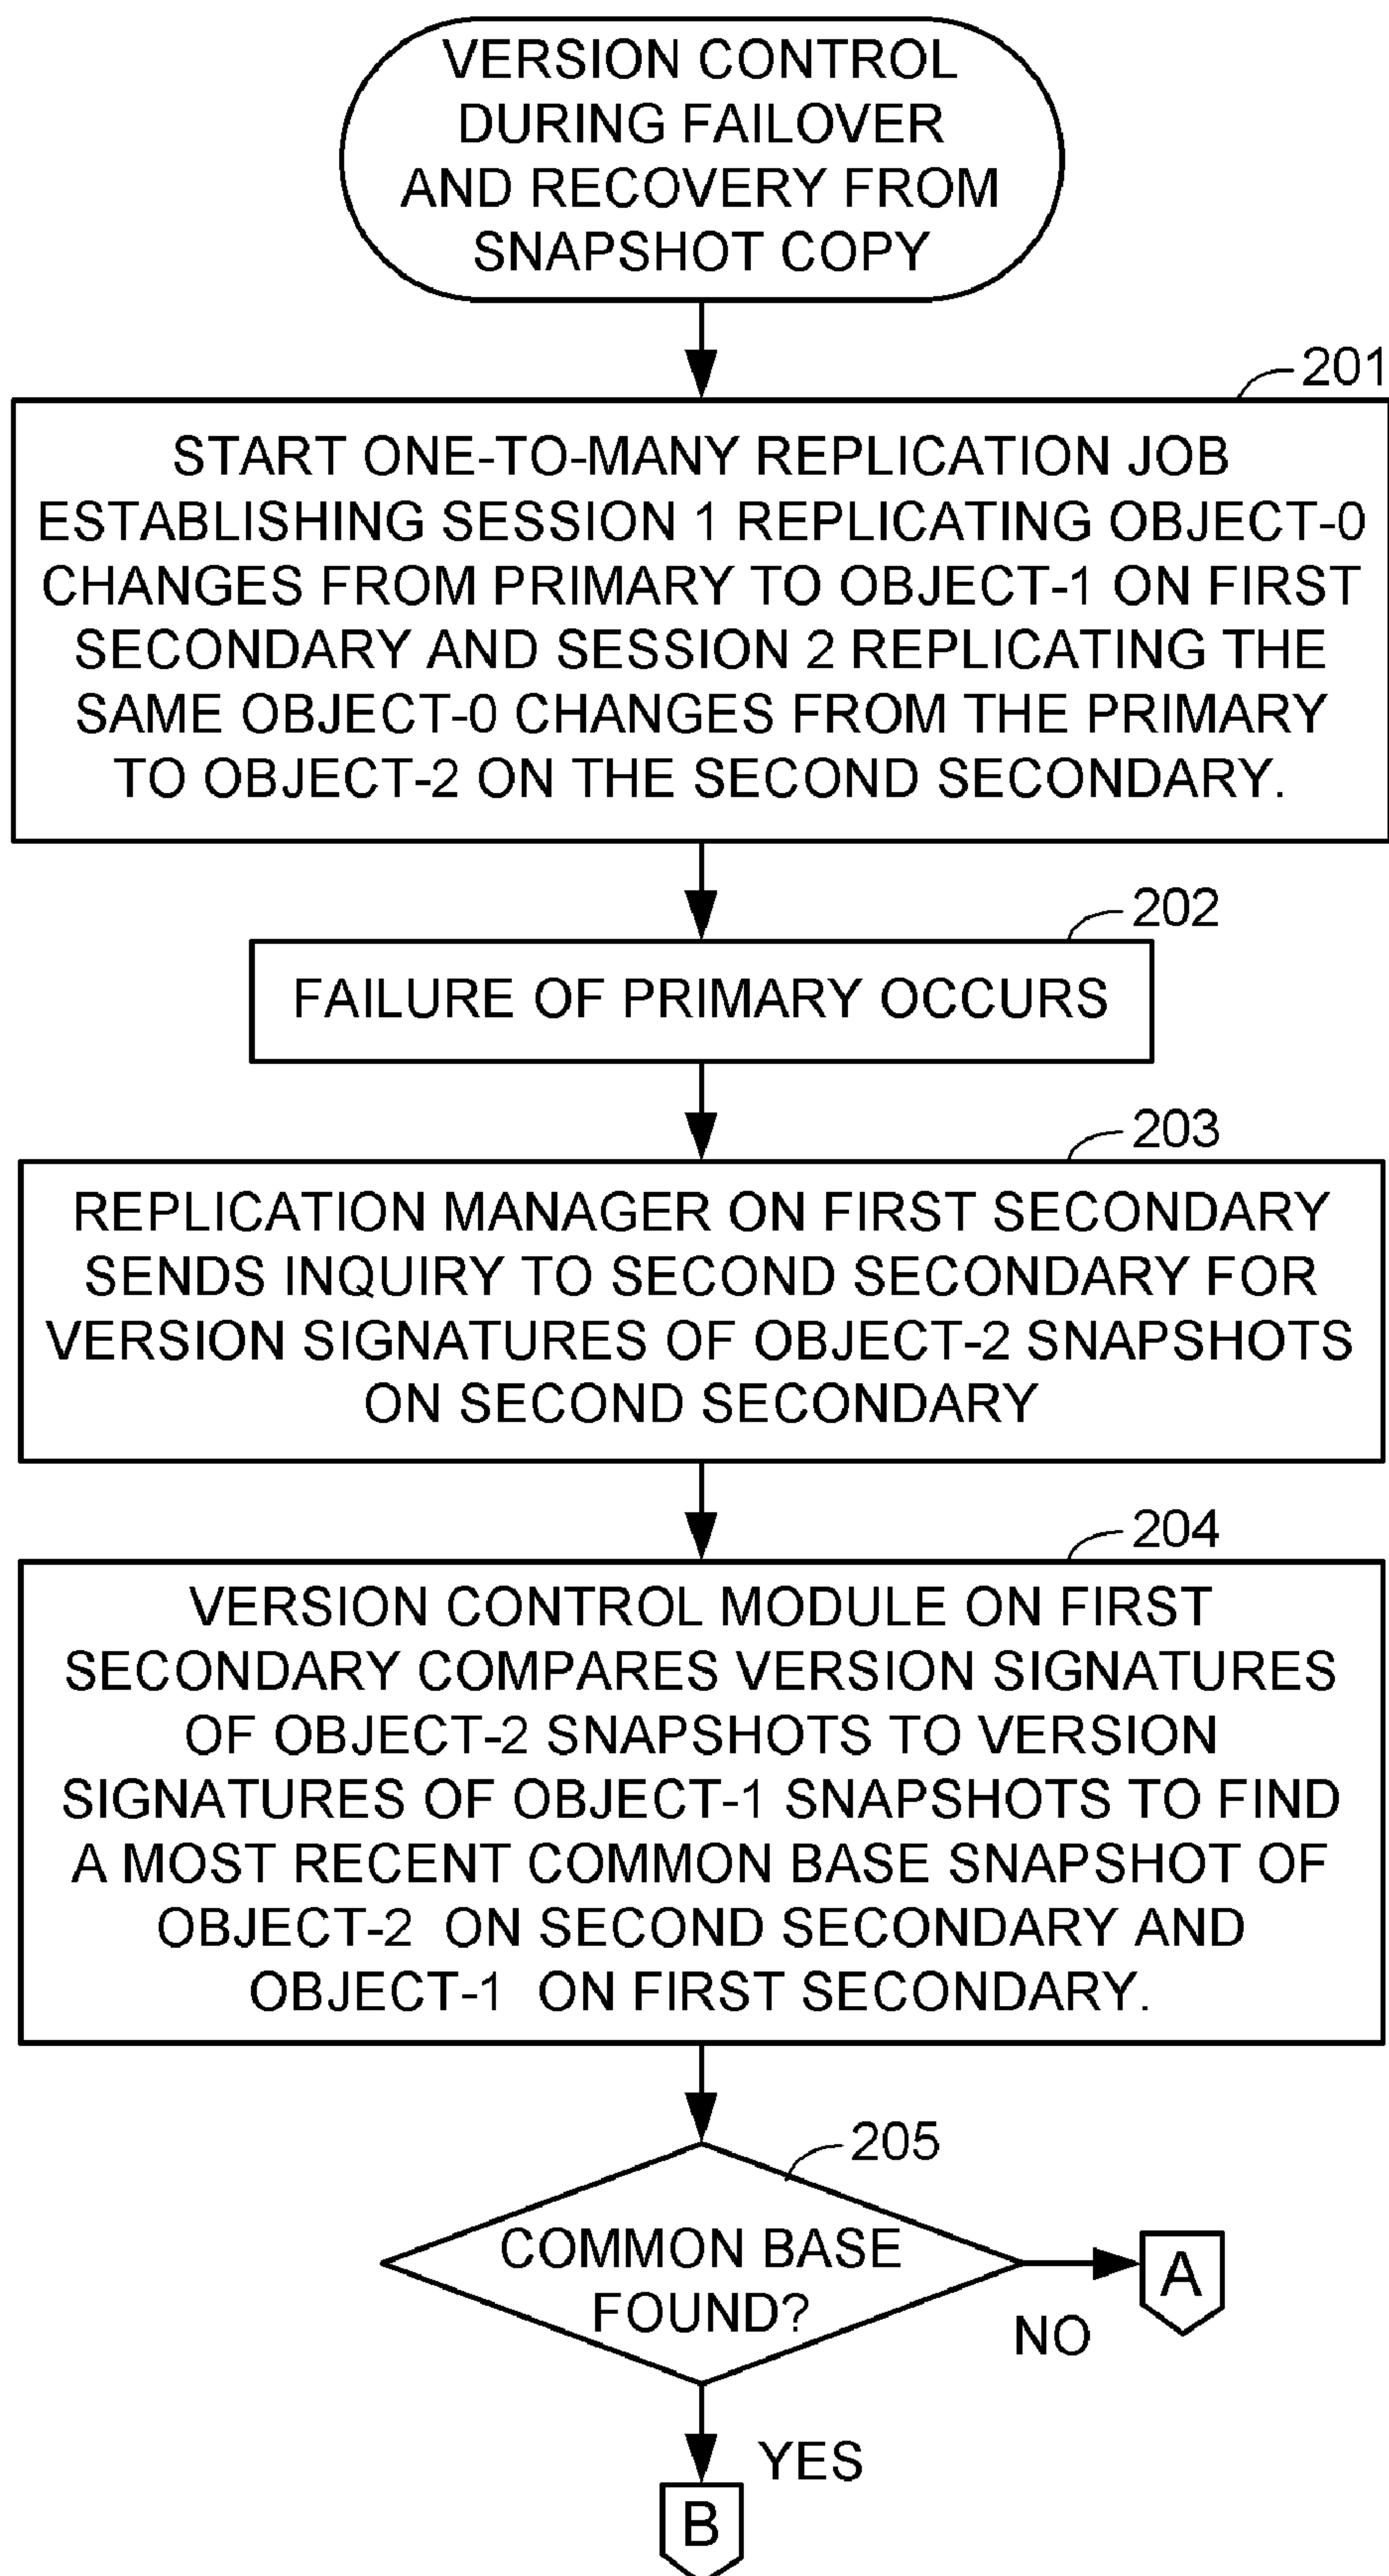 VERSION CONTROL
DURING FAILOVER
AND RECOVERY FROM
SNAPSHOT COPY
201
START ONE-TO-MANY REPLICATION JOB
ESTABLISHING SESSION 1 REPLICATING OBJECT-0
CHANGES FROM PRIMARY TO OBJECT-1 ON FIRST
SECONDARY AND SESSION 2 REPLICATING THE
SAME OBJECT-0 CHANGES FROM THE PRIMARY
TO OBJECT-2 ON THE SECOND SECONDARY.
202
FAILURE OF PRIMARY OCCURS
203
REPLICATION MANAGER ON FIRST SECONDARY
SENDS INQUIRY TO SECOND SECONDARY FOR
VERSION SIGNATURES OF OBJECT-2 SNAPSHOTS
ON SECOND SECONDARY
204
VERSION CONTROL MODULE ON FIRST
SECONDARY COMPARES VERSION SIGNATURES
OF OBJECT-2 SNAPSHOTS TO VERSION
SIGNATURES OF OBJECT-1 SNAPSHOTS TO FIND
A MOST RECENT COMMON BASE SNAPSHOT OF
OBJECT-2 ON SECOND SECONDARY AND
OBJECT-1 ON FIRST SECONDARY.
205
COMMON BASE
FOUND?
A
NO
YES
B